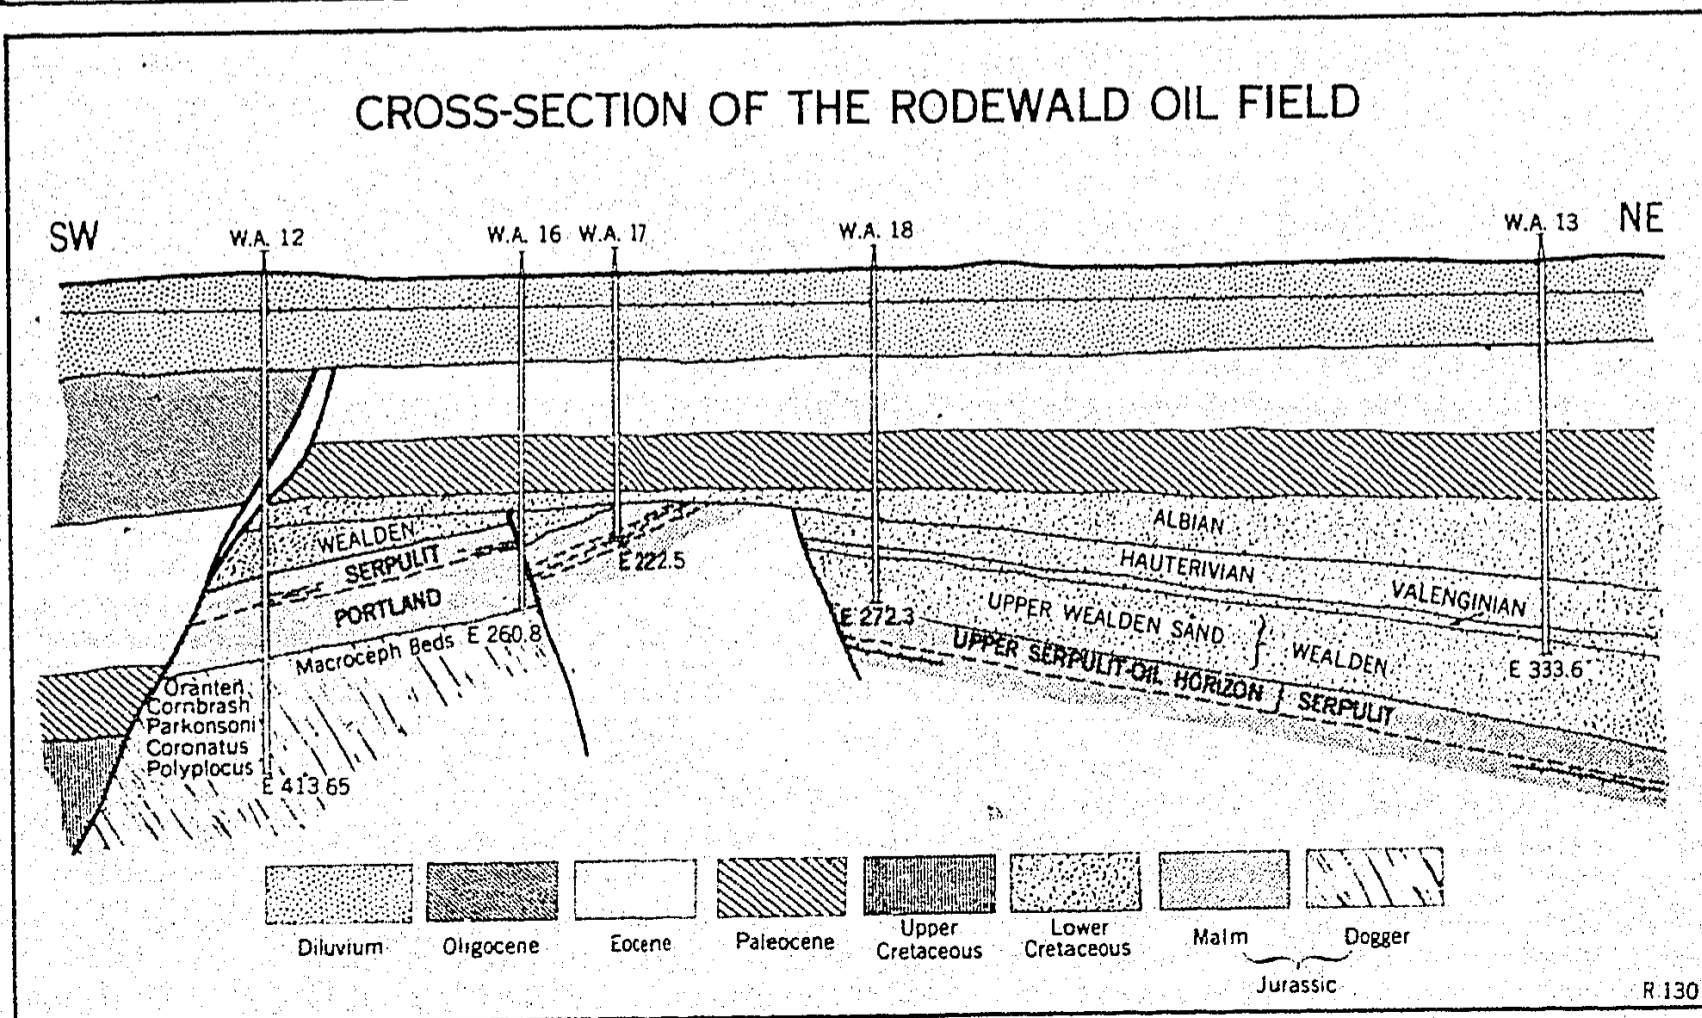 CROSS-SECTION OF THE RODEWALD OIL FIELD
SW
W.A. 12
W.A. 16
W.A. 17
W.A. 18
W.A. 13
NE
WEALDEN
SERPULIT
PORTLAND
Macroceph Beds
E 260.8
E 222.5
Oranten
Cornbrash
Parkonsoni
Coronatus
Polyplocus
E 413.65
ALBIAN
HAUTERIVIAN
VALENGINIAN
E 272.3
UPPER WEALDEN SAND
WEALDEN
E 333.6
UPPER SERPULIT-OIL HORIZON
SERPULIT
Diluvium
Oligocene
Eocene
Paleocene
Upper
Cretaceous
Lower
Cretaceous
Malm
Dogger
Jurassic
R 130